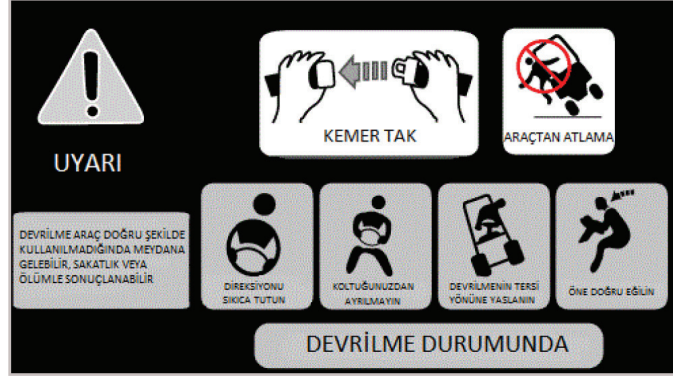 KEMER TAK
ARAÇTAN ATLAMA
UYARI
DEVRİLME ARAÇ DOĞRU ŞEKİLDE
KULLANILMADIĞINDA MEYDANA
GELEBİLİR, SAKATLIK VEYA
ÖLÜMLE SONUÇLANABİLİR
DİREKSİYONU
SIKICA TUTUN
KOLTUĞUNUZDAN
AYRILMAYIN
DEVRİLMENİN TERSİ
YÖNÜNE YASLANIN
ÖNE DOĞRU EĞİLİN
DEVRİLME DURUMUNDA